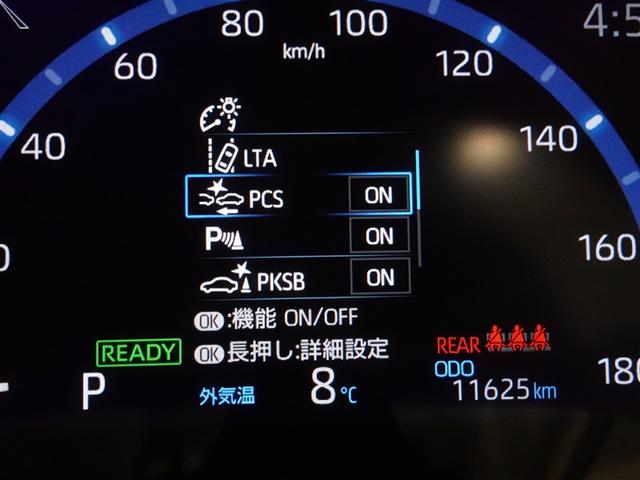 80 100 4:5
60 km/h 120
40 140
LTA
PCS ON
P ON 160
PKSB ON
OK:機能 ON/OFF
READY OK長押し:詳細設定 REAR
ODO 180
P 外気温 8℃ 11625km